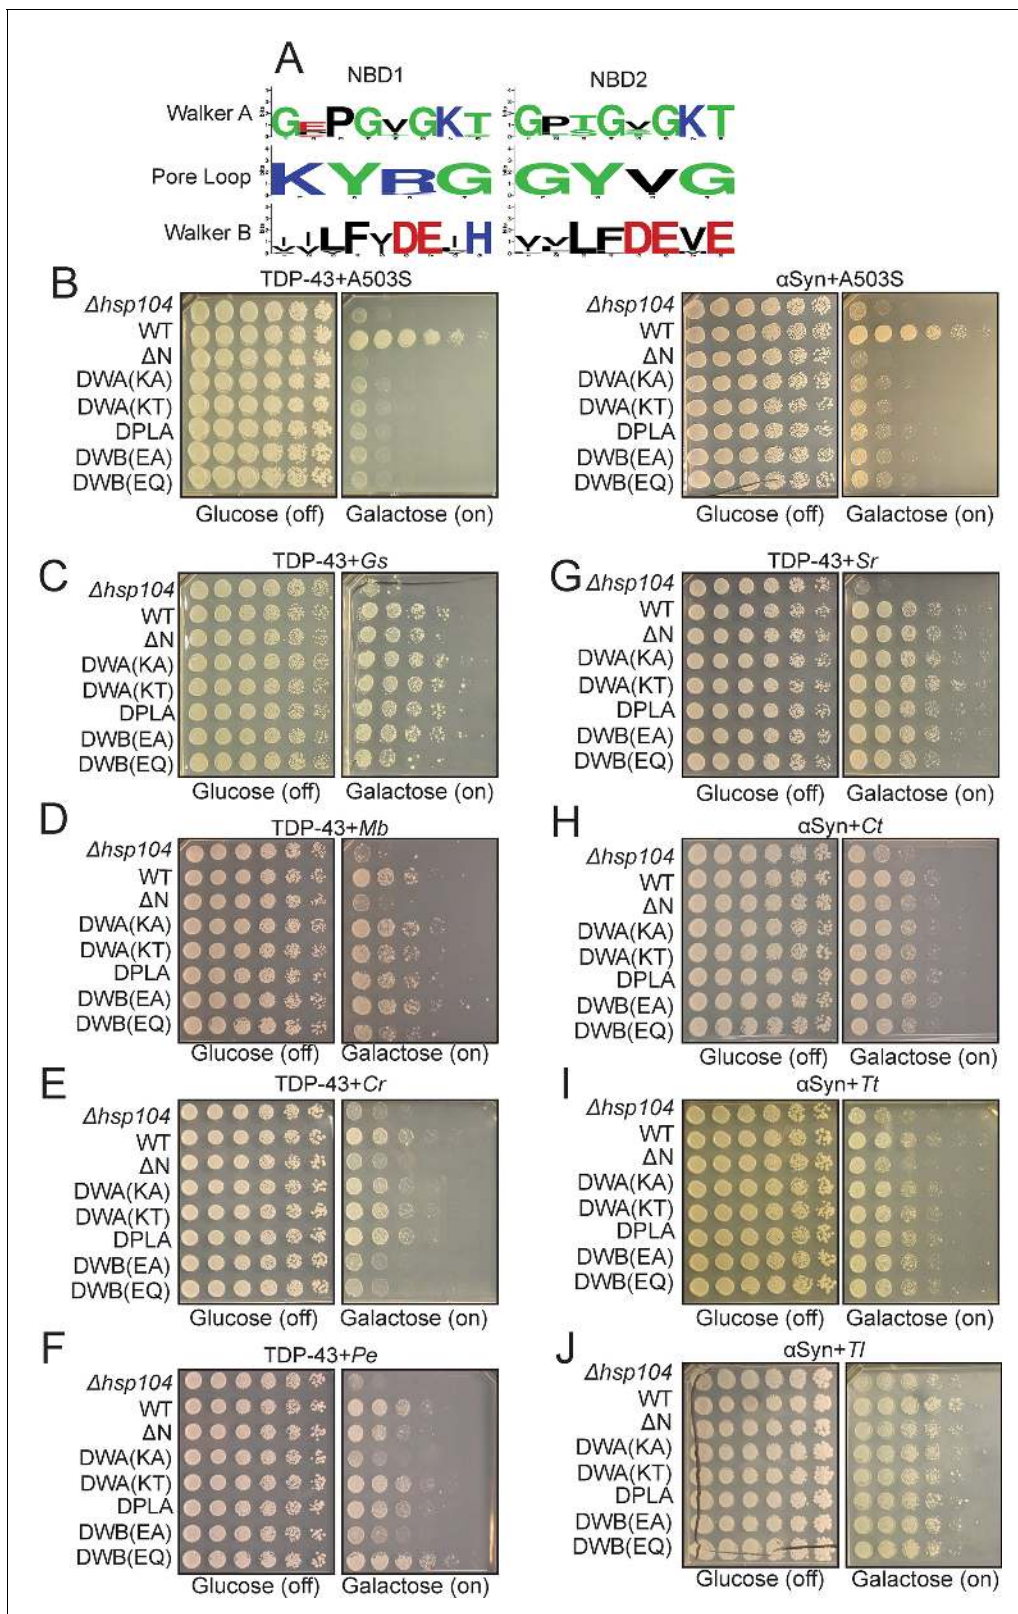 A
NBD1
NBD2
Walker A
GEPGVGKT
GPTGVGKT
Pore Loop
KYRG
GYVG
Walker B
VILFYDEIH
VVLFDEVE
B
TDP-43+A503S
αSyn+A503S
Δhsp104
WT
ΔN
DWA(KA)
DWA(KT)
DPLA
DWB(EA)
DWB(EQ)
Δhsp104
WT
ΔN
DWA(KA)
DWA(KT)
DPLA
DWB(EA)
DWB(EQ)
Glucose (off) Galactose (on)
Glucose (off) Galactose (on)
C
TDP-43+Gs
Δhsp104
WT
ΔN
DWA(KA)
DWA(KT)
DPLA
DWB(EA)
DWB(EQ)
Glucose (off) Galactose (on)
G
TDP-43+Sr
Δhsp104
WT
ΔN
DWA(KA)
DWA(KT)
DPLA
DWB(EA)
DWB(EQ)
Glucose (off) Galactose (on)
D
TDP-43+Mb
Δhsp104
WT
ΔN
DWA(KA)
DWA(KT)
DPLA
DWB(EA)
DWB(EQ)
Glucose (off) Galactose (on)
H
αSyn+Ct
Δhsp104
WT
ΔN
DWA(KA)
DWA(KT)
DPLA
DWB(EA)
DWB(EQ)
Glucose (off) Galactose (on)
E
TDP-43+Cr
Δhsp104
WT
ΔN
DWA(KA)
DWA(KT)
DPLA
DWB(EA)
DWB(EQ)
Glucose (off) Galactose (on)
I
αSyn+Tt
Δhsp104
WT
ΔN
DWA(KA)
DWA(KT)
DPLA
DWB(EA)
DWB(EQ)
Glucose (off) Galactose (on)
F
TDP-43+Pe
Δhsp104
WT
ΔN
DWA(KA)
DWA(KT)
DPLA
DWB(EA)
DWB(EQ)
Glucose (off) Galactose (on)
J
αSyn+Tl
Δhsp104
WT
ΔN
DWA(KA)
DWA(KT)
DPLA
DWB(EA)
DWB(EQ)
Glucose (off) Galactose (on)